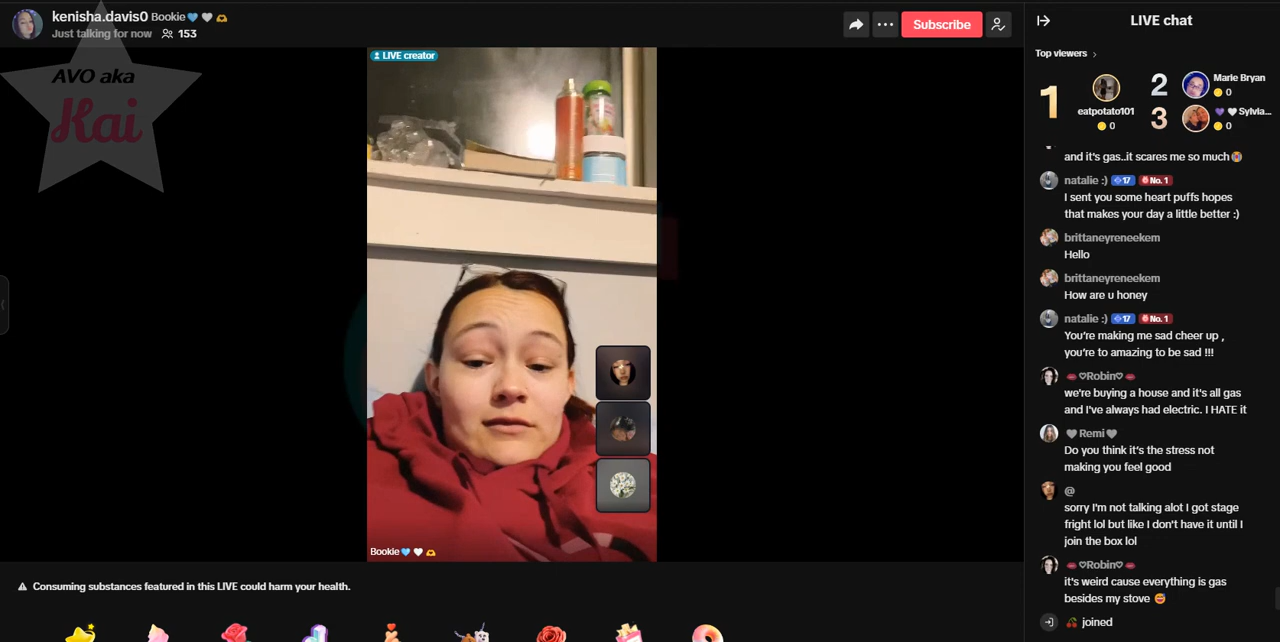 kenisha.davis0 Bookie💙🤍🫶
Just talking for now 153
Subscribe
AVO aka
Kai
LIVE creator
Bookie💙🤍🫶
Consuming substances featured in this LIVE could harm your health.
LIVE chat
Top viewers
1
eatpotato101
0
2
Marie Bryan
0
3
💜🤍Sylvia...
0
and it's gas..it scares me so much😭
natalie :) 17 No. 1
I sent you some heart puffs hopes
that makes your day a little better :)
brittaneyreneekem
Hello
brittaneyreneekem
How are u honey
natalie :) 17 No. 1
You're making me sad cheer up ,
you're to amazing to be sad !!!
👄♡Robin♡👄
we're buying a house and it's all gas
and I've always had electric. I HATE it
🩶Remi🩶
Do you think it's the stress not
making you feel good
@
sorry I'm not talking alot I got stage
fright lol but like I don't have it until I
join the box lol
👄♡Robin♡👄
it's weird cause everything is gas
besides my stove 😅
🍒 joined